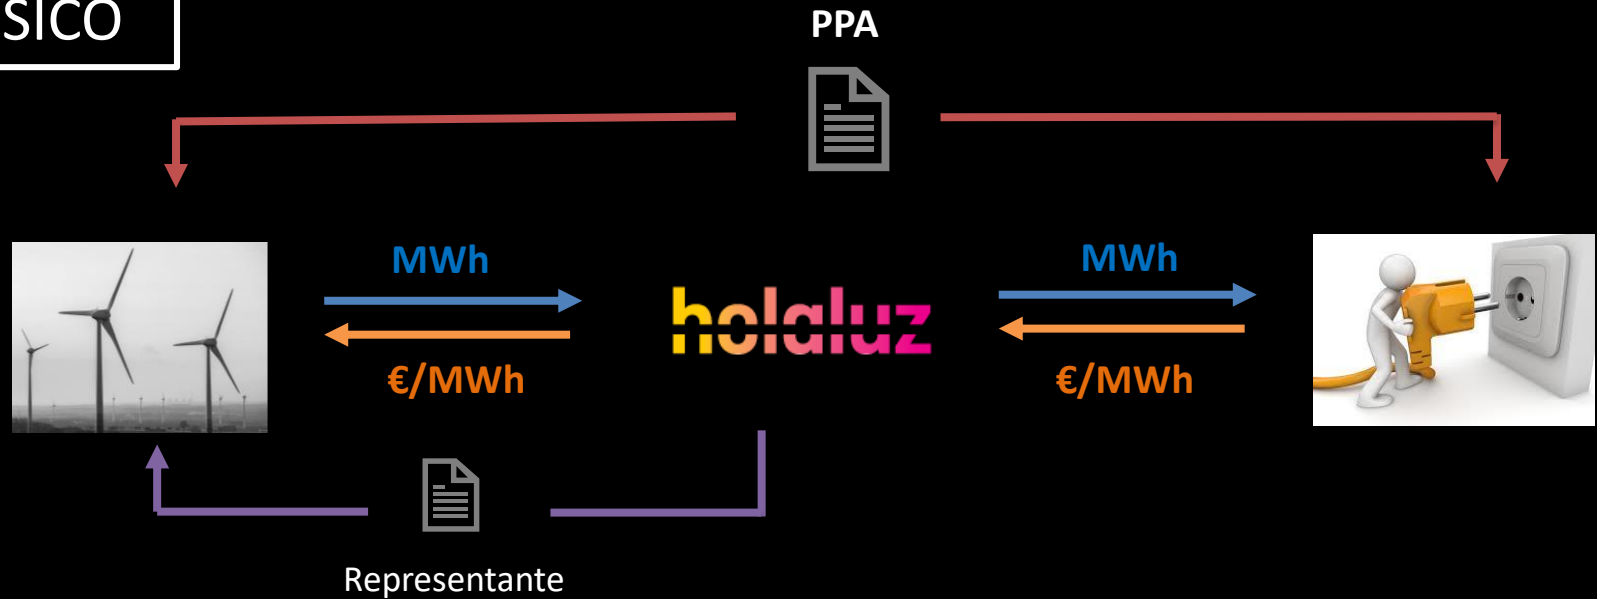 SICO
PPA
MWh
MWh
holaluz
€/MWh
€/MWh
Representante